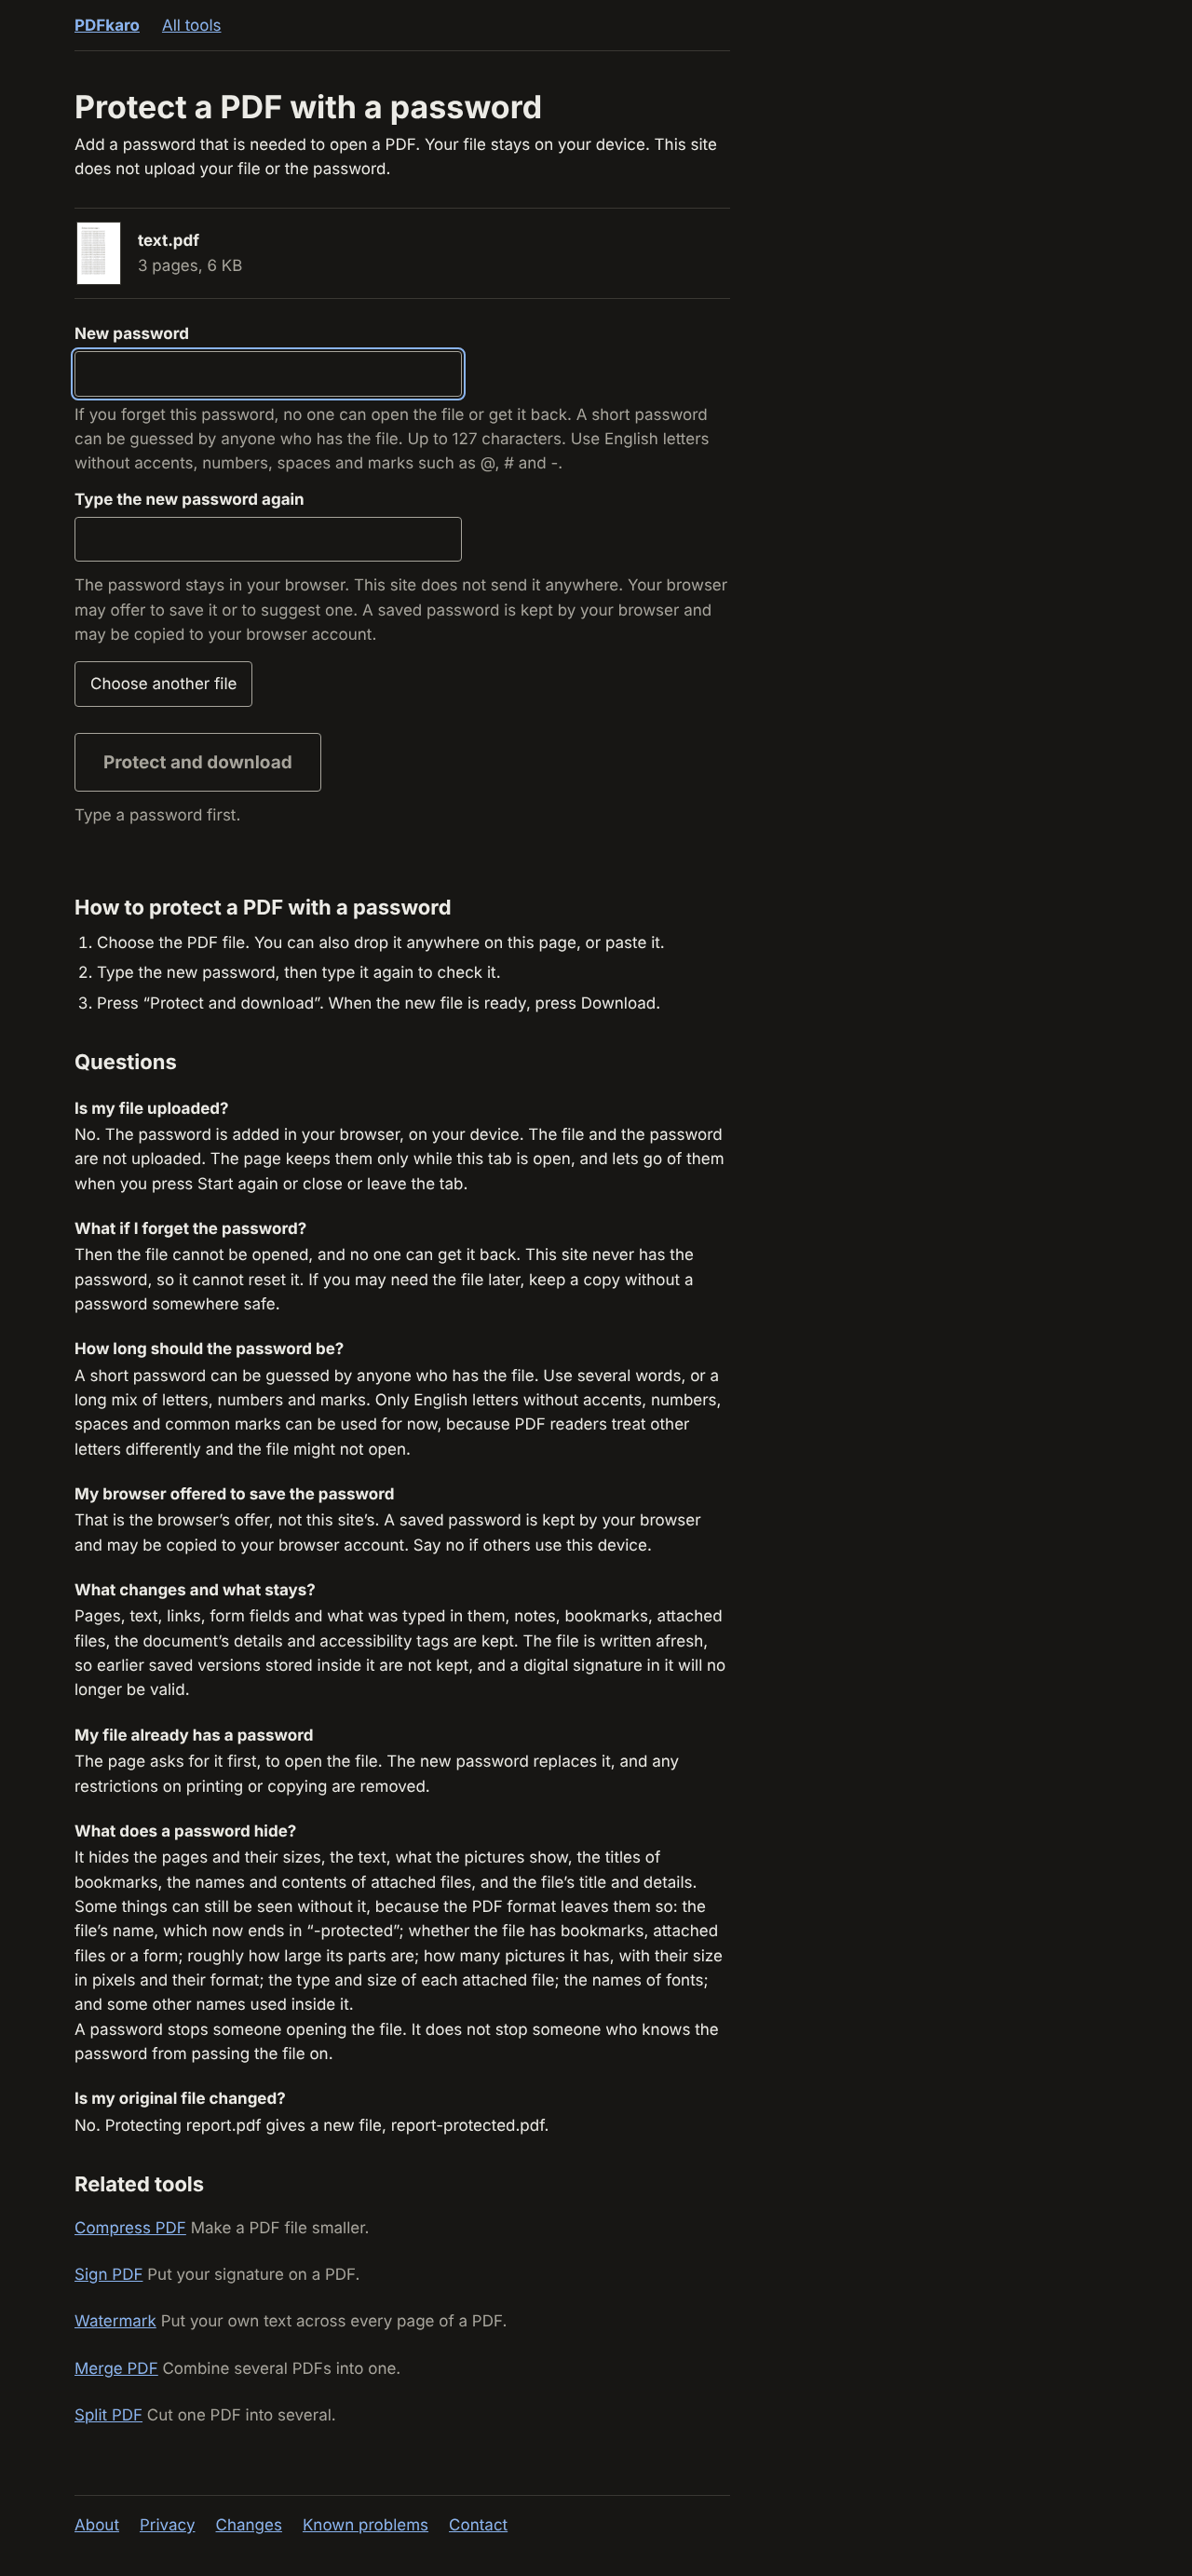 PDFkaro All tools
Protect a PDF with a password
Add a password that is needed to open a PDF. Your file stays on your device. This site
does not upload your file or the password.
text.pdf
3 pages, 6 KB
New password
If you forget this password, no one can open the file or get it back. A short password
can be guessed by anyone who has the file. Up to 127 characters. Use English letters
without accents, numbers, spaces and marks such as @, # and -.
Type the new password again
The password stays in your browser. This site does not send it anywhere. Your browser
may offer to save it or to suggest one. A saved password is kept by your browser and
may be copied to your browser account.
Choose another file
Protect and download
Type a password first.
How to protect a PDF with a password
1. Choose the PDF file. You can also drop it anywhere on this page, or paste it.
2. Type the new password, then type it again to check it.
3. Press “Protect and download”. When the new file is ready, press Download.
Questions
Is my file uploaded?
No. The password is added in your browser, on your device. The file and the password
are not uploaded. The page keeps them only while this tab is open, and lets go of them
when you press Start again or close or leave the tab.
What if I forget the password?
Then the file cannot be opened, and no one can get it back. This site never has the
password, so it cannot reset it. If you may need the file later, keep a copy without a
password somewhere safe.
How long should the password be?
A short password can be guessed by anyone who has the file. Use several words, or a
long mix of letters, numbers and marks. Only English letters without accents, numbers,
spaces and common marks can be used for now, because PDF readers treat other
letters differently and the file might not open.
My browser offered to save the password
That is the browser’s offer, not this site’s. A saved password is kept by your browser
and may be copied to your browser account. Say no if others use this device.
What changes and what stays?
Pages, text, links, form fields and what was typed in them, notes, bookmarks, attached
files, the document’s details and accessibility tags are kept. The file is written afresh,
so earlier saved versions stored inside it are not kept, and a digital signature in it will no
longer be valid.
My file already has a password
The page asks for it first, to open the file. The new password replaces it, and any
restrictions on printing or copying are removed.
What does a password hide?
It hides the pages and their sizes, the text, what the pictures show, the titles of
bookmarks, the names and contents of attached files, and the file’s title and details.
Some things can still be seen without it, because the PDF format leaves them so: the
file’s name, which now ends in “-protected”; whether the file has bookmarks, attached
files or a form; roughly how large its parts are; how many pictures it has, with their size
in pixels and their format; the type and size of each attached file; the names of fonts;
and some other names used inside it.
A password stops someone opening the file. It does not stop someone who knows the
password from passing the file on.
Is my original file changed?
No. Protecting report.pdf gives a new file, report-protected.pdf.
Related tools
Compress PDF Make a PDF file smaller.
Sign PDF Put your signature on a PDF.
Watermark Put your own text across every page of a PDF.
Merge PDF Combine several PDFs into one.
Split PDF Cut one PDF into several.
About Privacy Changes Known problems Contact